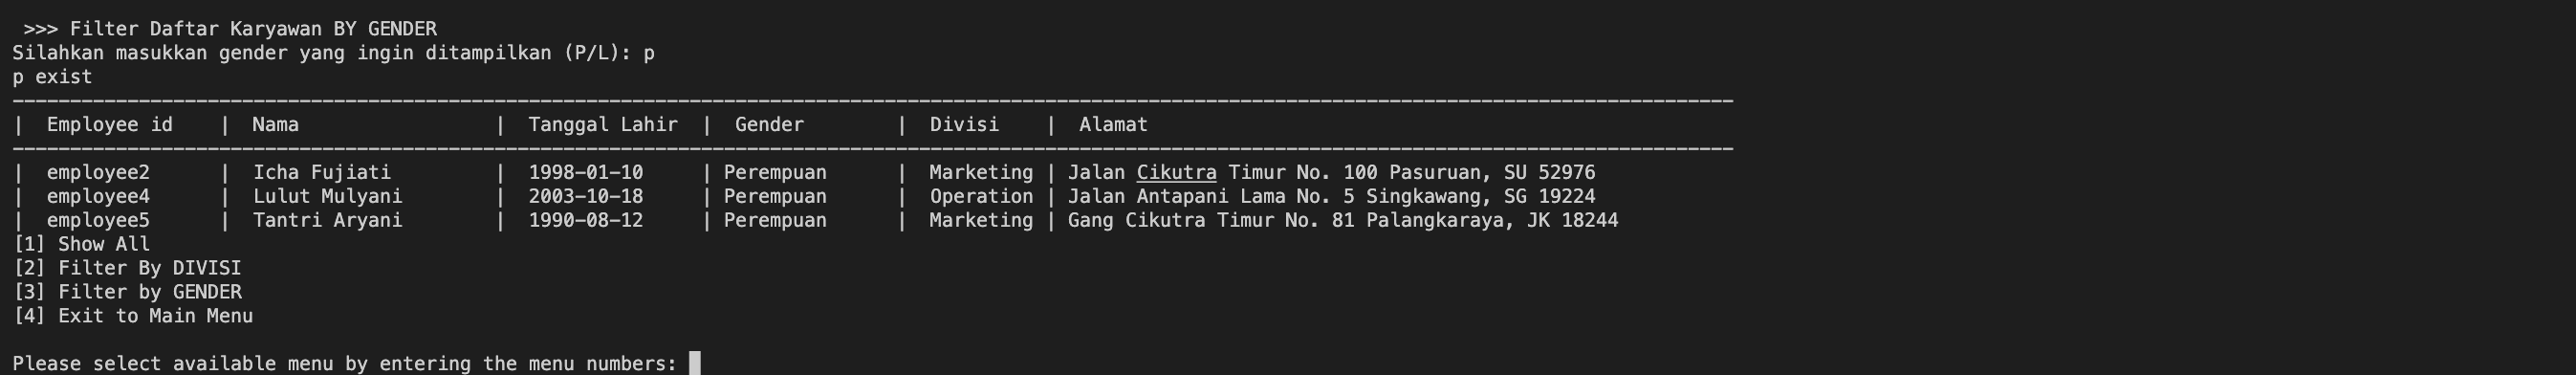 >>> Filter Daftar Karyawan BY GENDER
Silahkan masukkan gender yang ingin ditampilkan (P/L): p
p exist
------------------------------------------------------------------------------------------------------------------------------------------------------
|  Employee id    |  Nama                 |  Tanggal Lahir  |  Gender        |  Divisi    |  Alamat
------------------------------------------------------------------------------------------------------------------------------------------------------
|  employee2      |  Icha Fujiati         |  1998-01-10     | Perempuan      |  Marketing | Jalan Cikutra Timur No. 100 Pasuruan, SU 52976
|  employee4      |  Lulut Mulyani        |  2003-10-18     | Perempuan      |  Operation | Jalan Antapani Lama No. 5 Singkawang, SG 19224
|  employee5      |  Tantri Aryani        |  1990-08-12     | Perempuan      |  Marketing | Gang Cikutra Timur No. 81 Palangkaraya, JK 18244
[1] Show All
[2] Filter By DIVISI
[3] Filter by GENDER
[4] Exit to Main Menu
Please select available menu by entering the menu numbers: